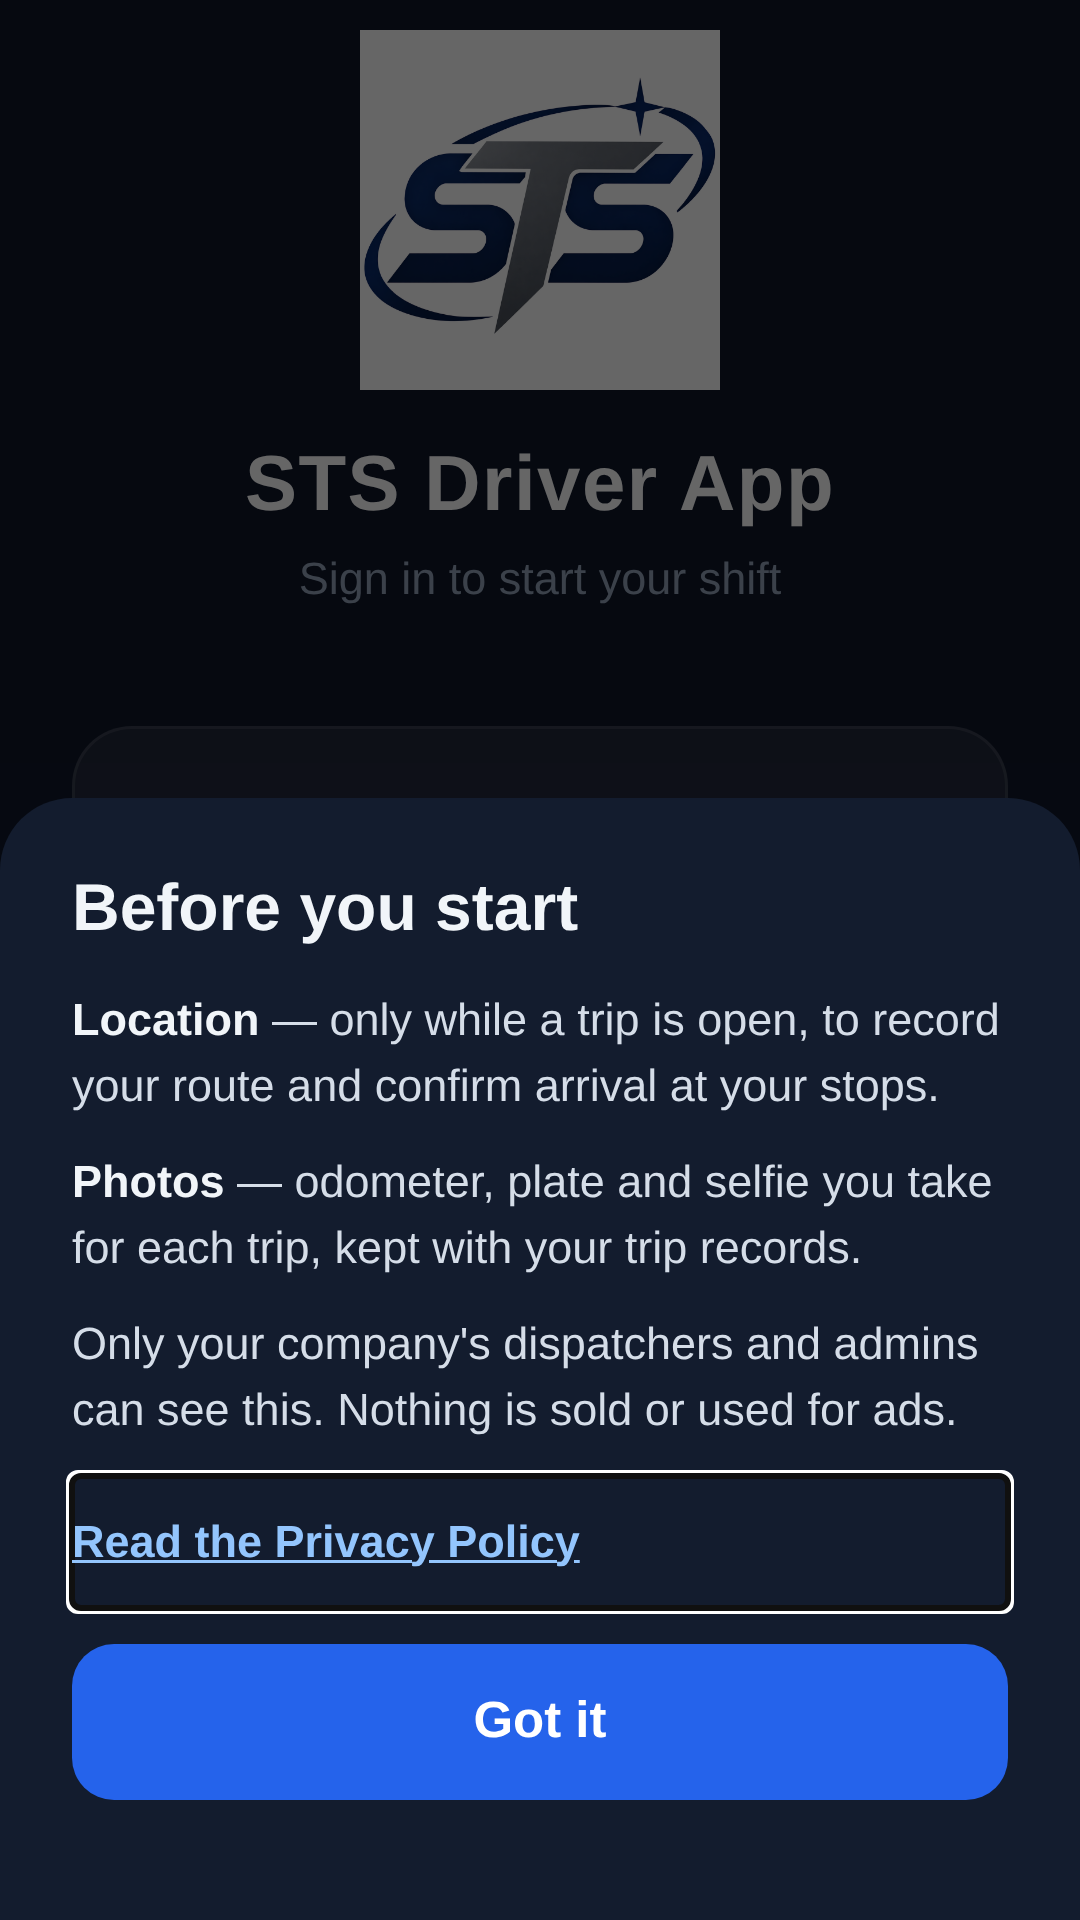 STS
STS Driver App
Sign in to start your shift
Before you start
Location — only while a trip is open, to record
your route and confirm arrival at your stops.
Photos — odometer, plate and selfie you take
for each trip, kept with your trip records.
Only your company's dispatchers and admins
can see this. Nothing is sold or used for ads.
Read the Privacy Policy
Got it